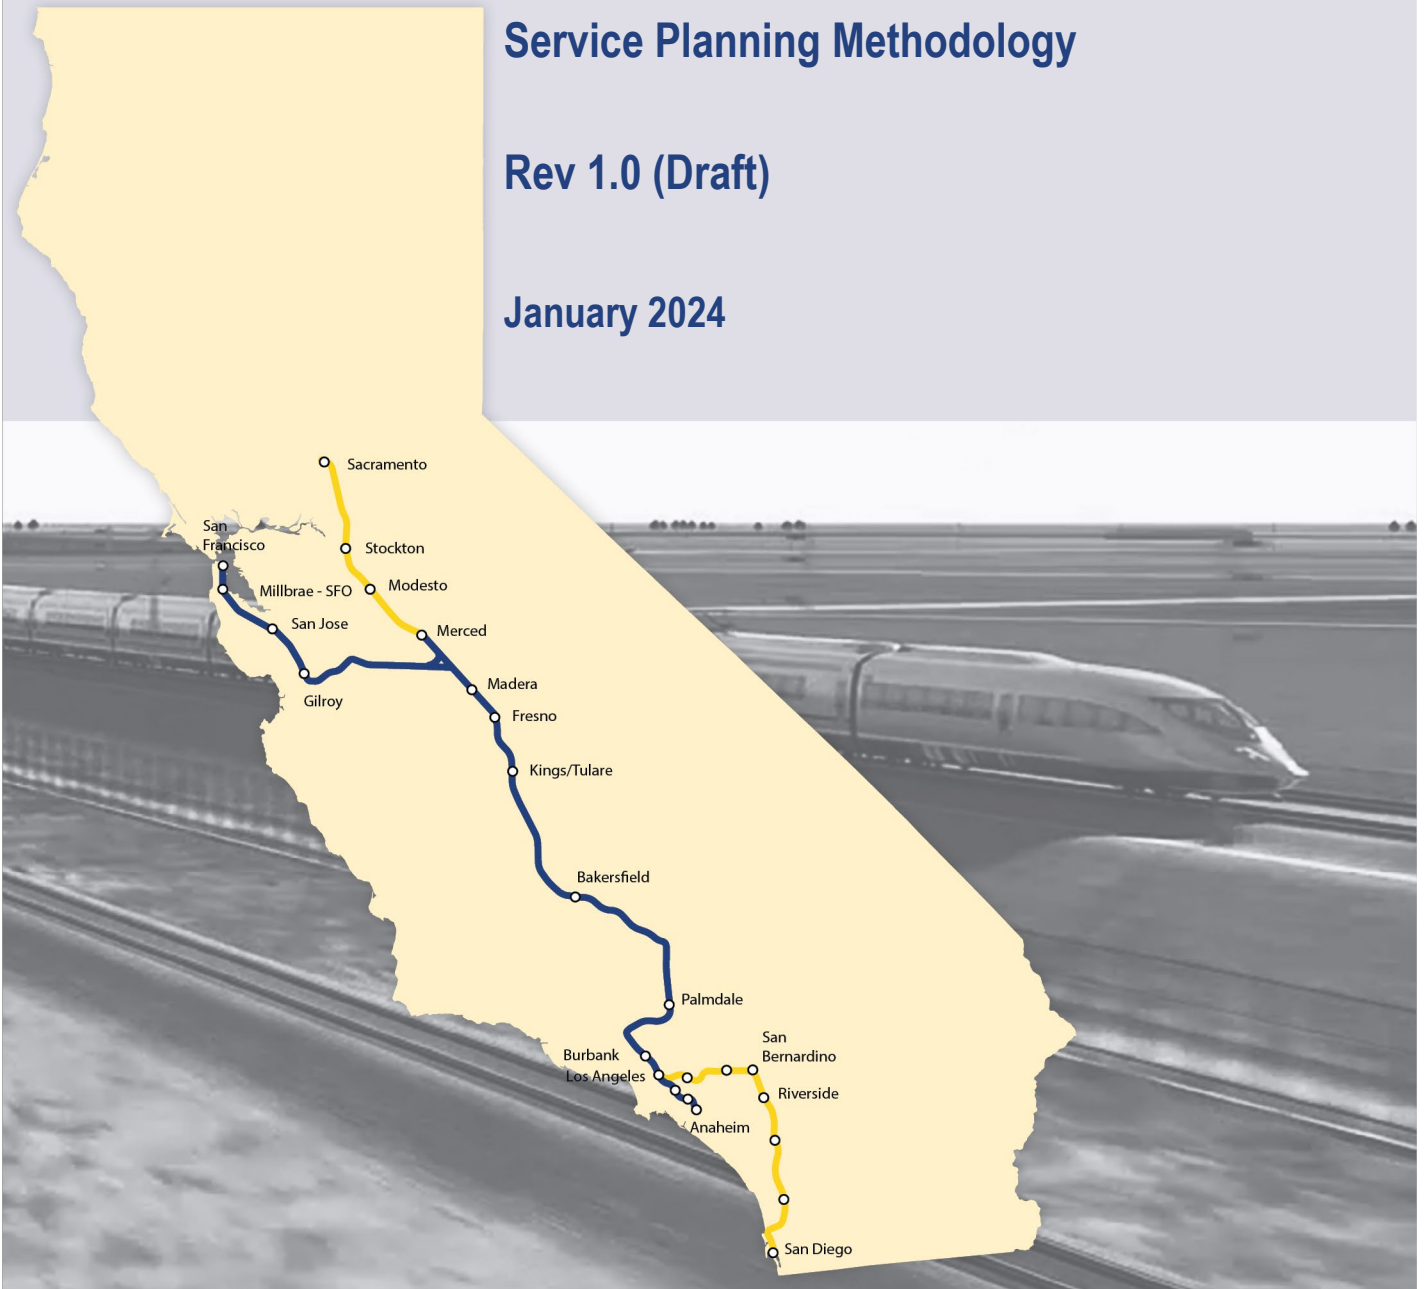 Service Planning Methodology
Rev 1.0 (Draft)
January 2024
Sacramento
San
Francisco
Stockton
Modesto
Millbrae - SFO
San Jose
Merced
Gilroy
Madera
Fresno
Kings/Tulare
Bakersfield
Palmdale
San
Bernardino
Burbank
Los Angeles
Riverside
Anaheim
San Diego